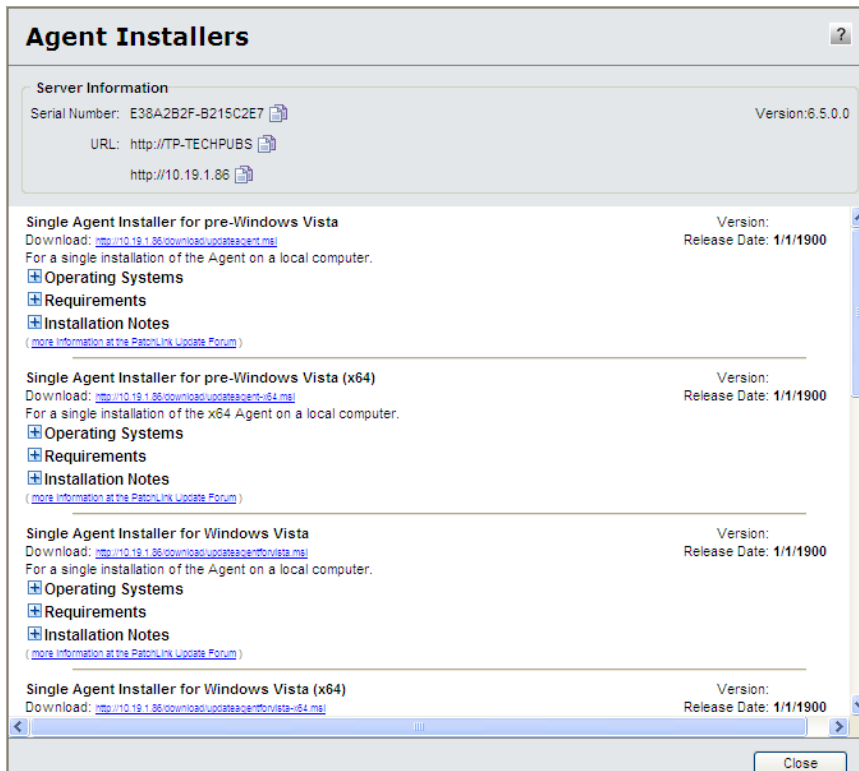 Agent Installers
?
Server Information
Serial Number: E38A2B2F-B215C2E7 Version:6.5.0.0
URL: http://TP-TECHPUBS
http://10.19.1.86
Single Agent Installer for pre-Windows Vista Version:
Download: http://10.19.1.86/download/updateagent.msi Release Date: 1/1/1900
For a single installation of the Agent on a local computer.
Operating Systems
Requirements
Installation Notes
( more information at the PatchLink Update Forum )
Single Agent Installer for pre-Windows Vista (x64) Version:
Download: http://10.19.1.86/download/updateagent-x64.msi Release Date: 1/1/1900
For a single installation of the x64 Agent on a local computer.
Operating Systems
Requirements
Installation Notes
( more information at the PatchLink Update Forum )
Single Agent Installer for Windows Vista Version:
Download: http://10.19.1.86/download/updateagentforvista.msi Release Date: 1/1/1900
For a single installation of the Agent on a local computer.
Operating Systems
Requirements
Installation Notes
( more information at the PatchLink Update Forum )
Single Agent Installer for Windows Vista (x64) Version:
Download: http://10.19.1.86/download/updateagentforvista-x64.msi Release Date: 1/1/1900
Close